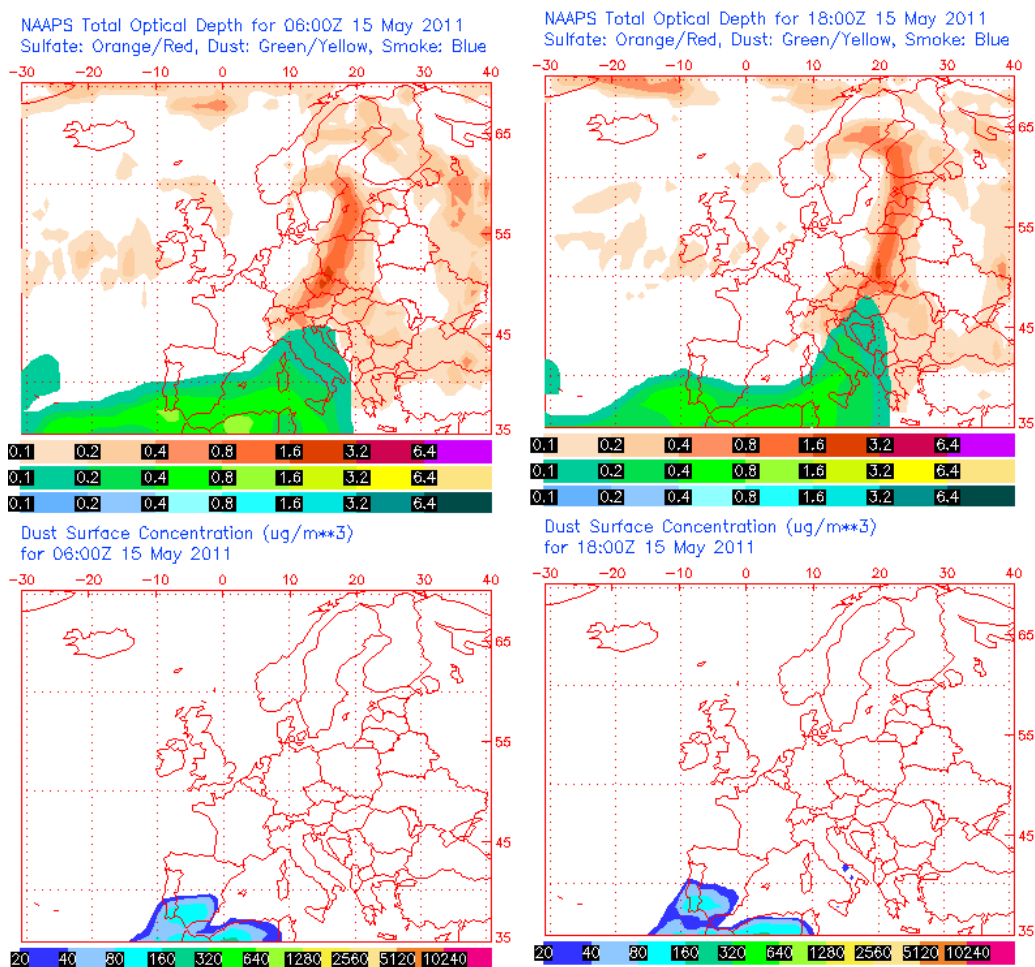 NAAPS Total Optical Depth for 06:00Z 15 May 2011
Sulfate: Orange/Red, Dust: Green/Yellow, Smoke: Blue
-30 -20 -10 0 10 20 30 40
65
55
45
35
0.1 0.2 0.4 0.8 1.6 3.2 6.4
0.1 0.2 0.4 0.8 1.6 3.2 6.4
0.1 0.2 0.4 0.8 1.6 3.2 6.4
NAAPS Total Optical Depth for 18:00Z 15 May 2011
Sulfate: Orange/Red, Dust: Green/Yellow, Smoke: Blue
-30 -20 -10 0 10 20 30 40
65
55
45
35
0.1 0.2 0.4 0.8 1.6 3.2 6.4
0.1 0.2 0.4 0.8 1.6 3.2 6.4
0.1 0.2 0.4 0.8 1.6 3.2 6.4
Dust Surface Concentration (ug/m**3)
for 06:00Z 15 May 2011
-30 -20 -10 0 10 20 30 40
65
55
45
35
20 40 80 160 320 640 1280 2560 5120 10240
Dust Surface Concentration (ug/m**3)
for 18:00Z 15 May 2011
-30 -20 -10 0 10 20 30 40
65
55
45
35
20 40 80 160 320 640 1280 2560 5120 10240